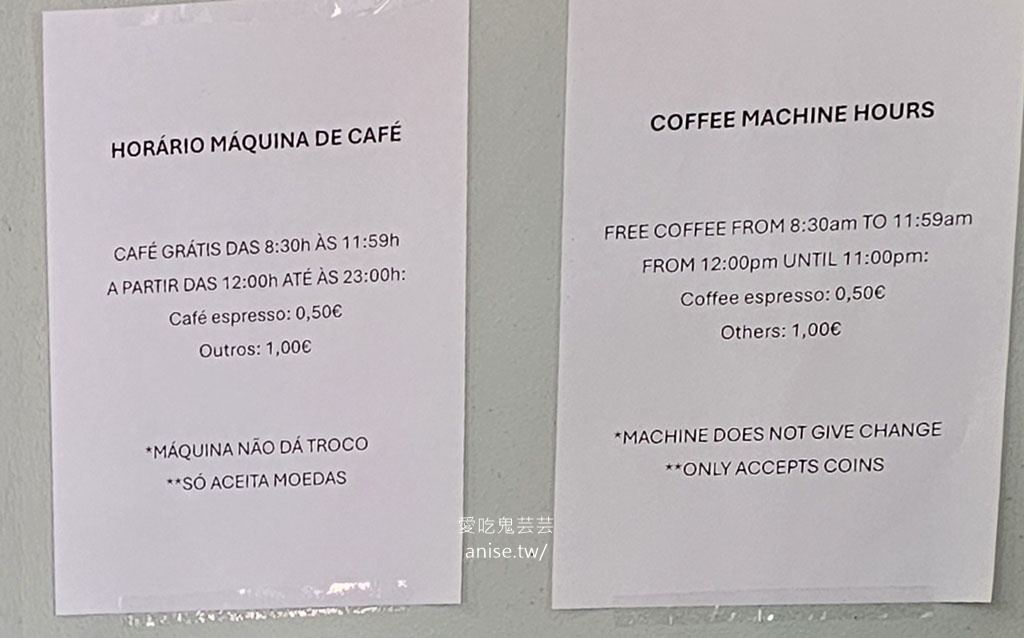 HORÁRIO MÁQUINA DE CAFÉ
CAFÉ GRÁTIS DAS 8:30h ÀS 11:59h
A PARTIR DAS 12:00h ATÉ ÀS 23:00h:
Café espresso: 0,50€
Outros: 1,00€
*MÁQUINA NÃO DÁ TROCO
**SÓ ACEITA MOEDAS
COFFEE MACHINE HOURS
FREE COFFEE FROM 8:30am TO 11:59am
FROM 12:00pm UNTIL 11:00pm:
Coffee espresso: 0,50€
Others: 1,00€
*MACHINE DOES NOT GIVE CHANGE
**ONLY ACCEPTS COINS
愛吃鬼芸芸
anise.tw/